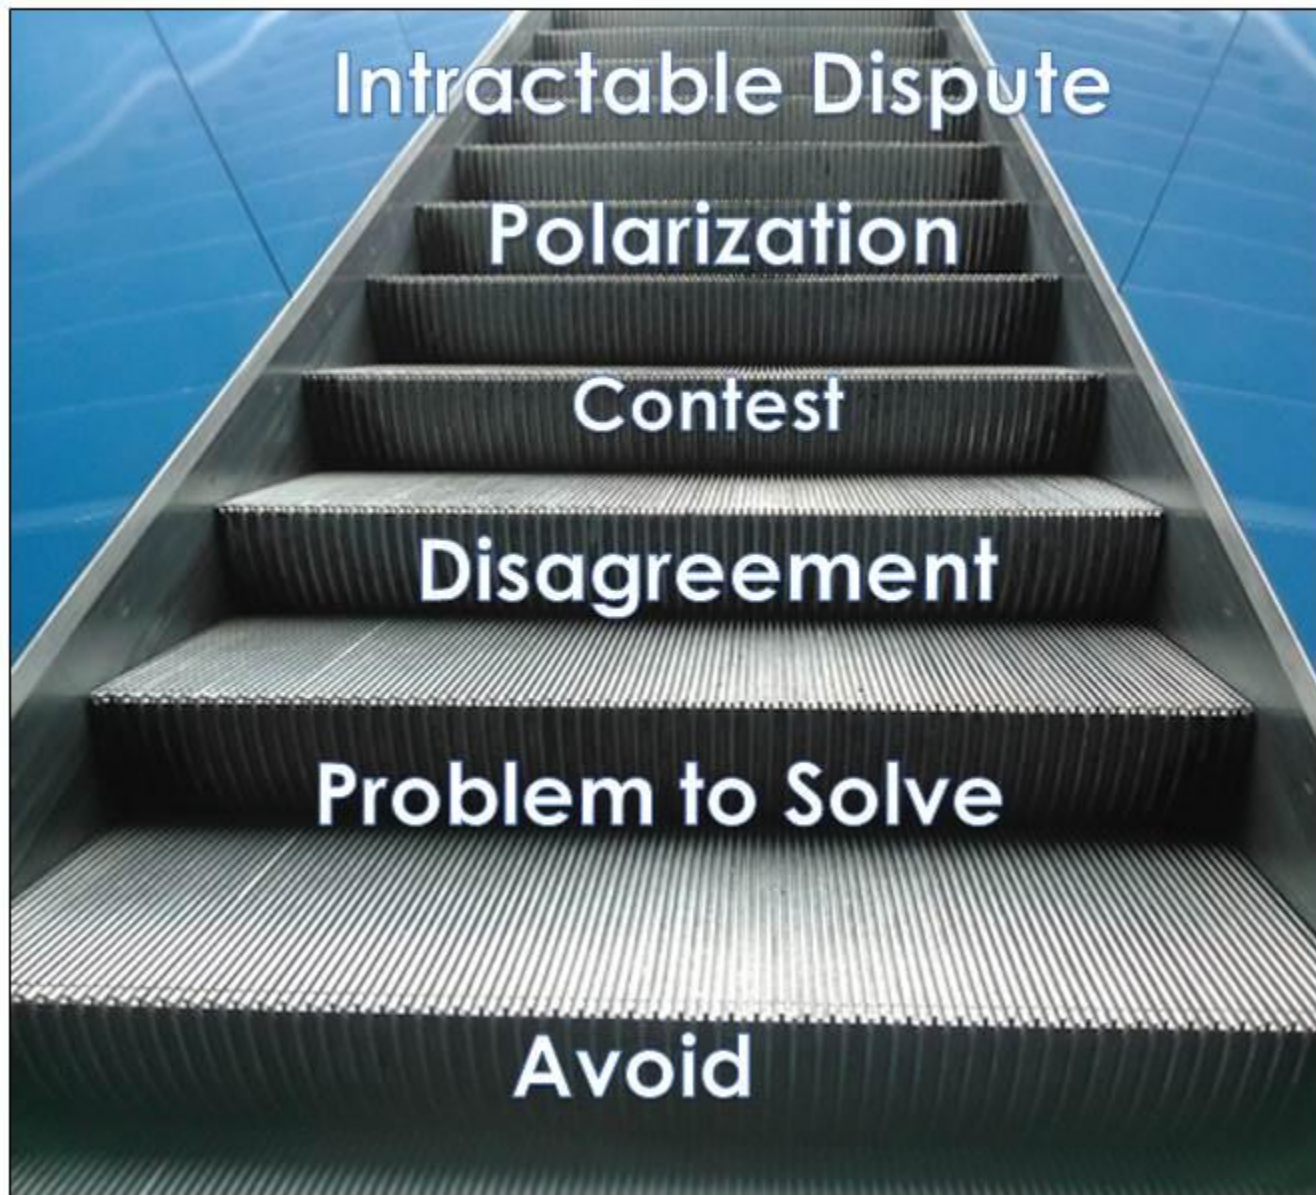 Intractable Dispute
Polarization
Contest
Disagreement
Problem to Solve
Avoid